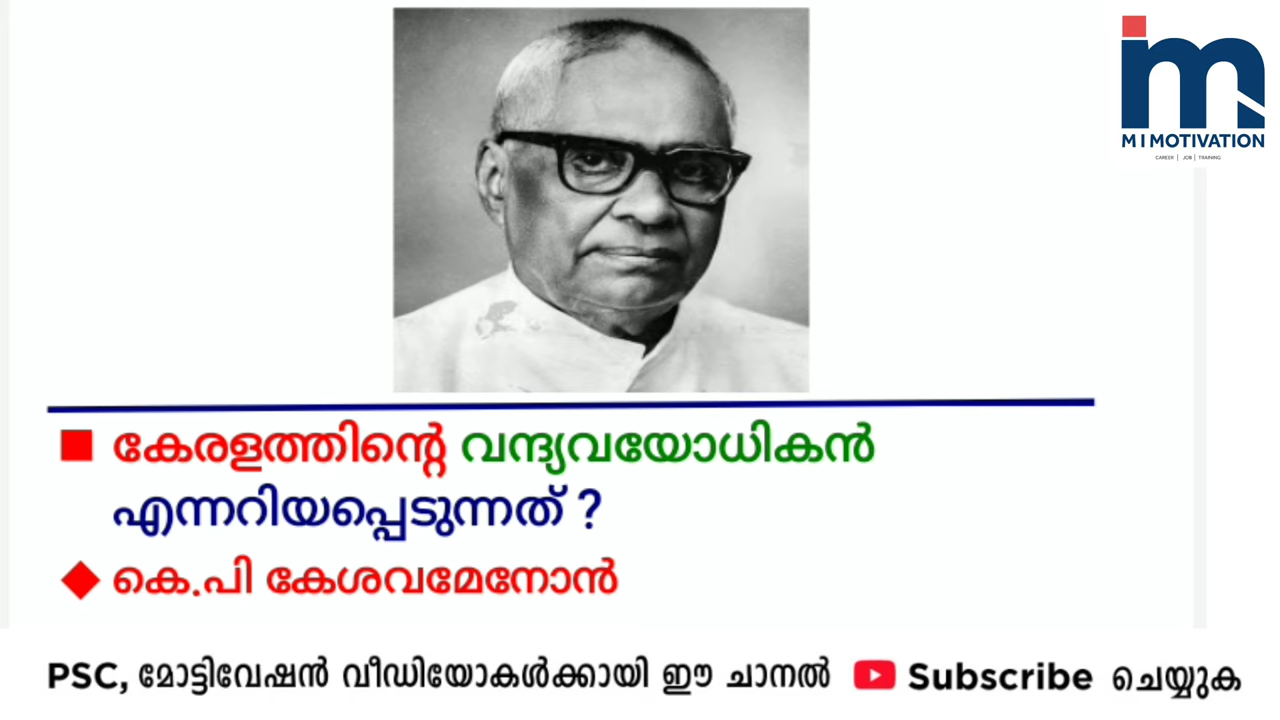 M I MOTIVATION
CAREER | JOB | TRAINING
കേരളത്തിന്റെ വന്ദ്യവയോധികൻ
എന്നറിയപ്പെടുന്നത് ?
കെ.പി കേശവമേനോൻ
PSC, മോട്ടിവേഷൻ വീഡിയോകൾക്കായി ഈ ചാനൽ Subscribe ചെയ്യുക